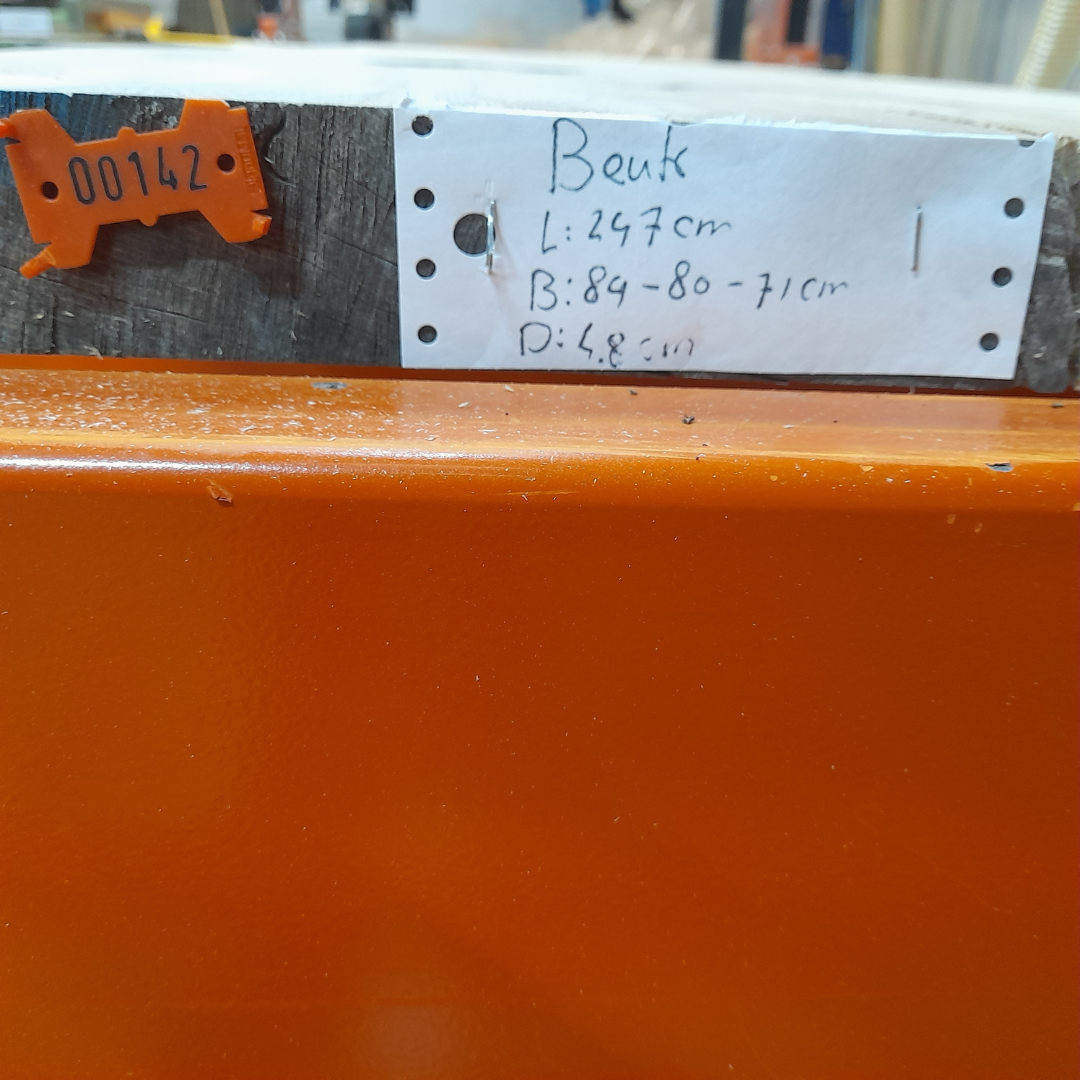 00142
Beuk
L: 247 cm
B: 84-80-71 cm
D: 4.8 cm